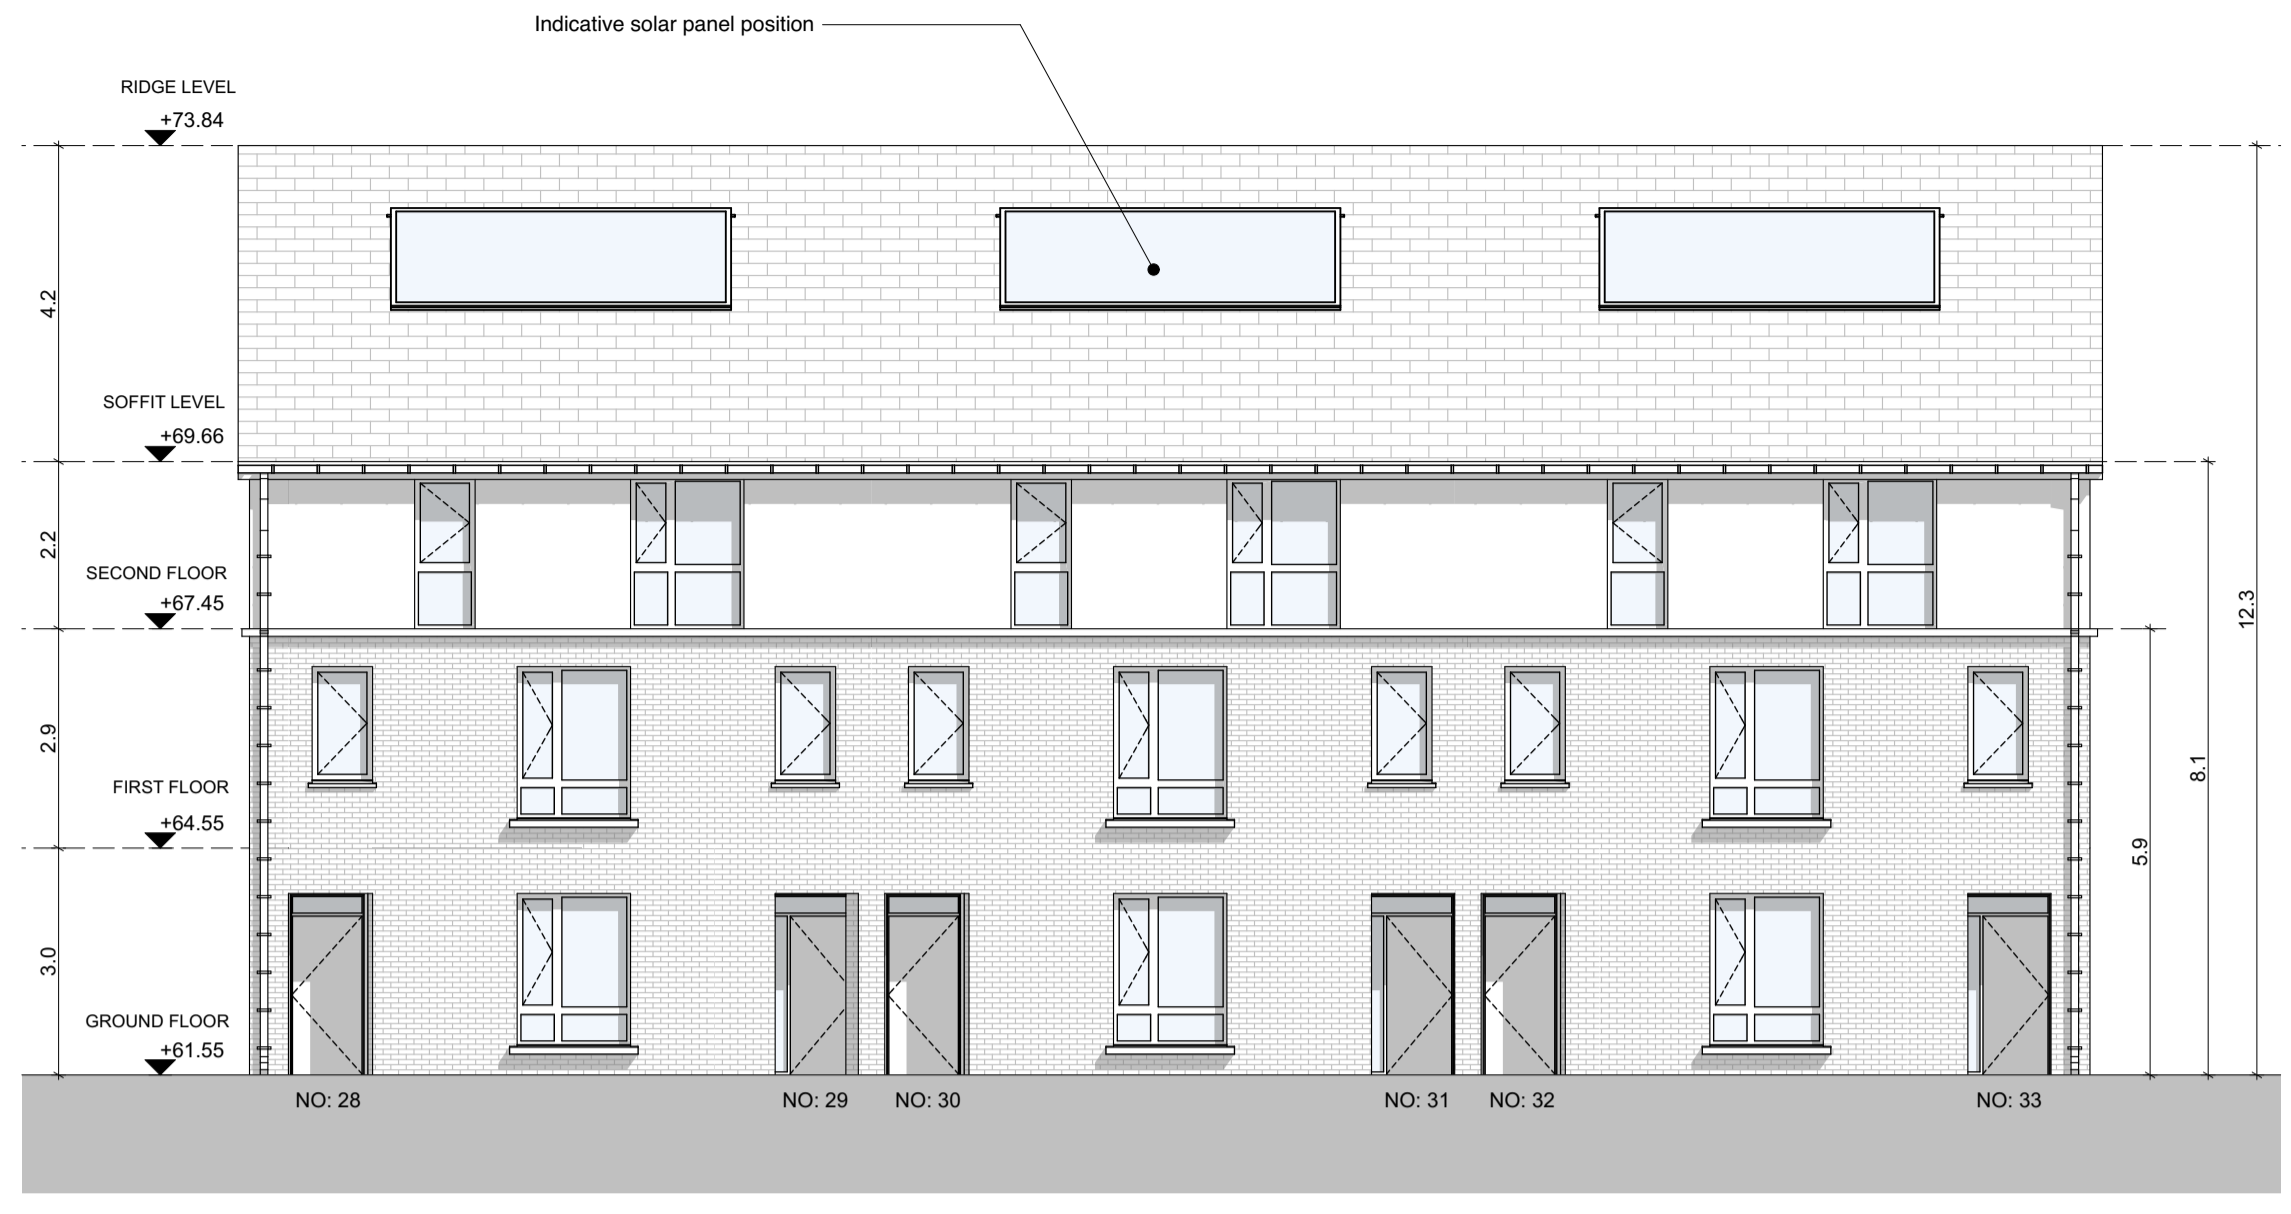 Indicative solar panel position
RIDGE LEVEL
+73.84
4.2
SOFFIT LEVEL
+69.66
2.2
SECOND FLOOR
+67.45
12.3
2.9
8.1
FIRST FLOOR
+64.55
5.9
3.0
GROUND FLOOR
+61.55
NO: 28
NO: 29
NO: 30
NO: 31
NO: 32
NO: 33